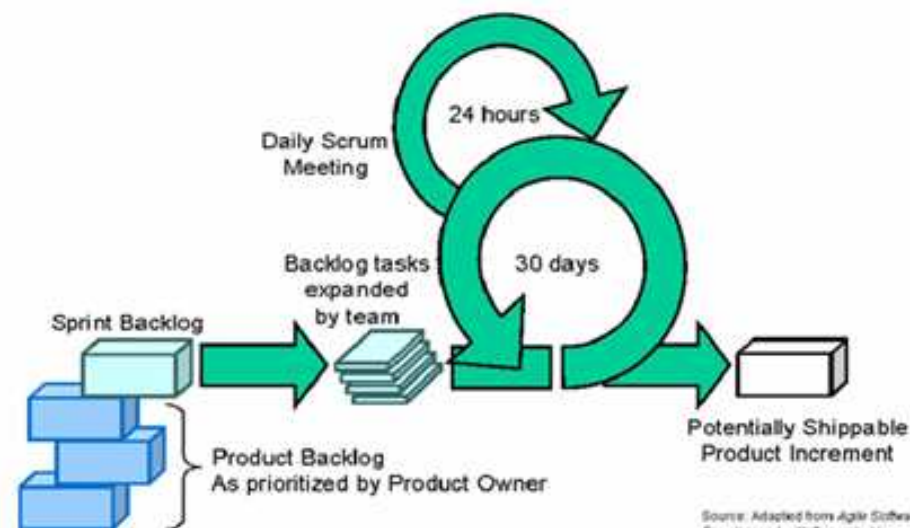 24 hours
Daily Scrum
Meeting
30 days
Backlog tasks
expanded
by team
Sprint Backlog
Potentially Shippable
Product Increment
Product Backlog
As prioritized by Product Owner
Source: Adapted from Agile